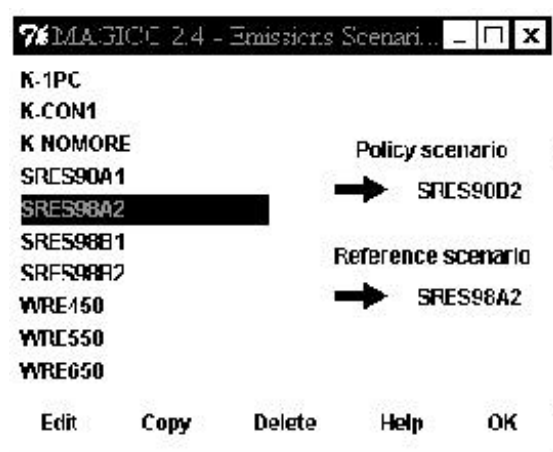 MAGICC 2.4 - Emissions Scenari...
K-1PC
K-CON1
K NOMORE
SRES98A1
SRES98A2
SRES98B1
SRES98B2
WRE450
WRE550
WRE650
Policy scenario
SRES98B2
Reference scenario
SRES98A2
Edit Copy Delete Help OK